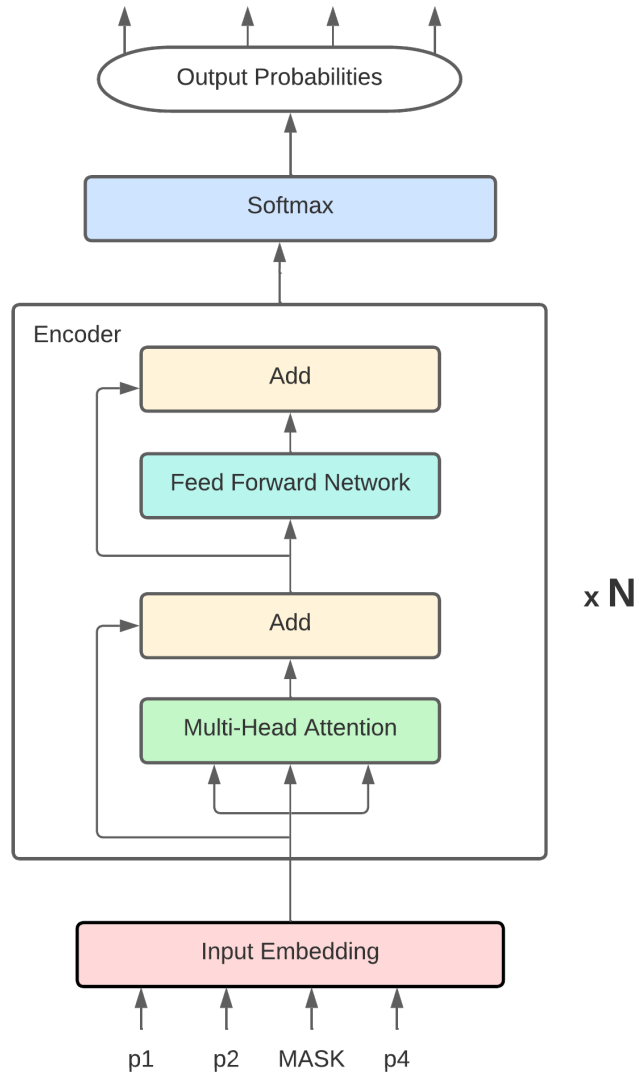 Output Probabilities
Softmax
Encoder
Add
Feed Forward Network
Add
x N
Multi-Head Attention
Input Embedding
p1 p2 MASK p4